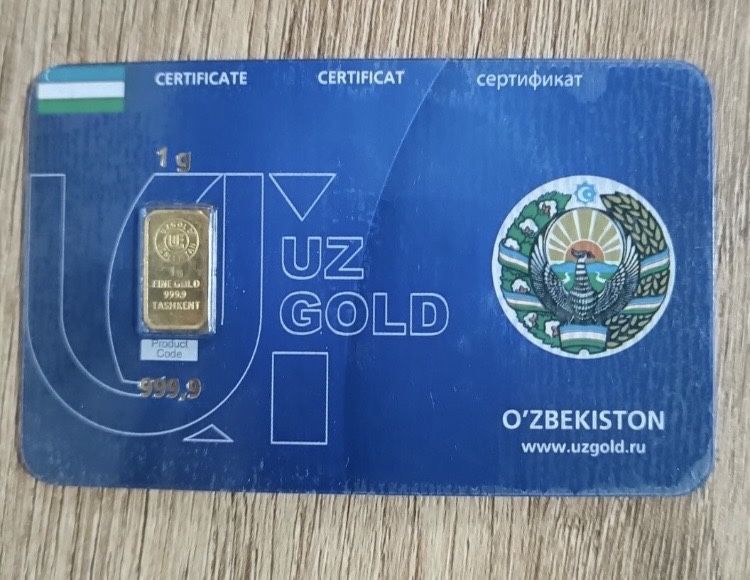 CERTIFICATE CERTIFICAT сертификат
1 g
UZ
GOLD
1g
FINE GOLD
999.9
TASHKENT
Product
Code
999,9
O'ZBEKISTON
www.uzgold.ru